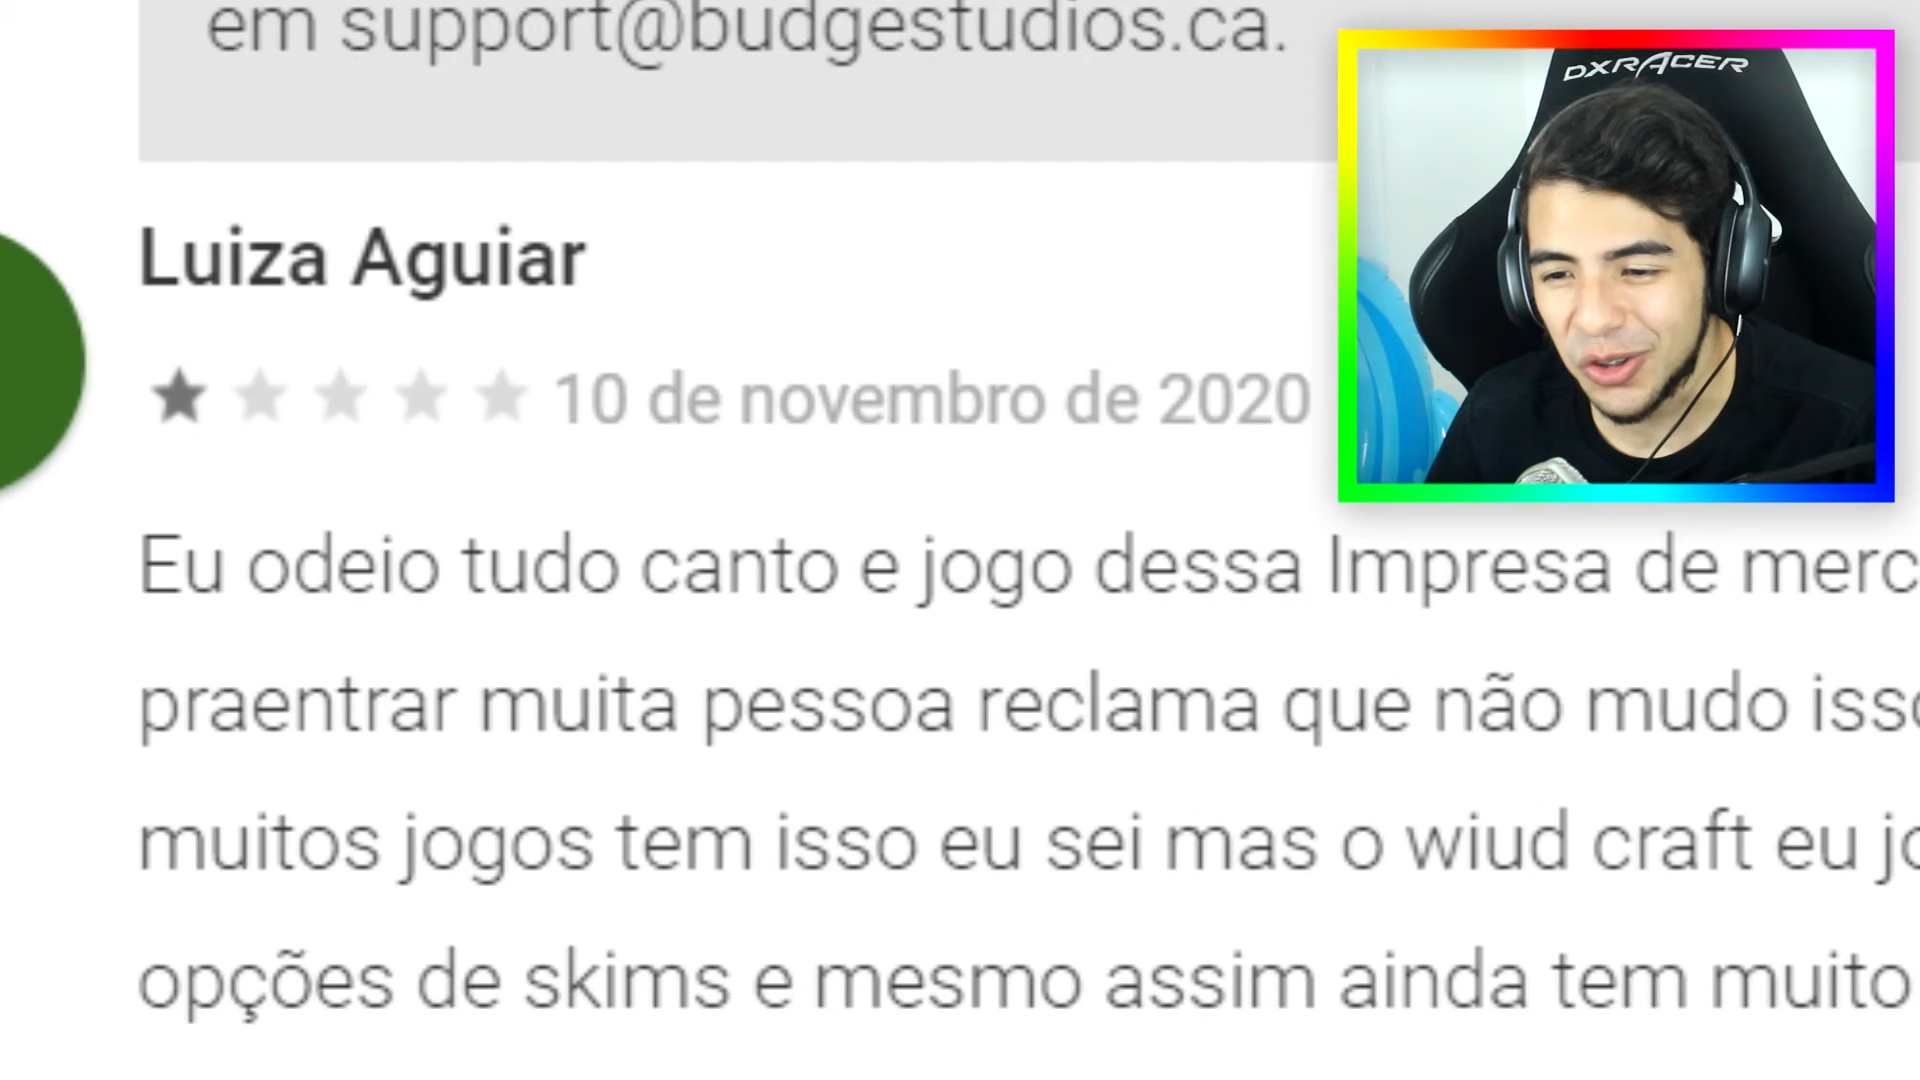 em support@budgestudios.ca.
DXRACER
Luiza Aguiar
10 de novembro de 2020
Eu odeio tudo canto e jogo dessa Impresa de merc
praentrar muita pessoa reclama que não mudo isso
muitos jogos tem isso eu sei mas o wiud craft eu jo
opções de skims e mesmo assim ainda tem muito